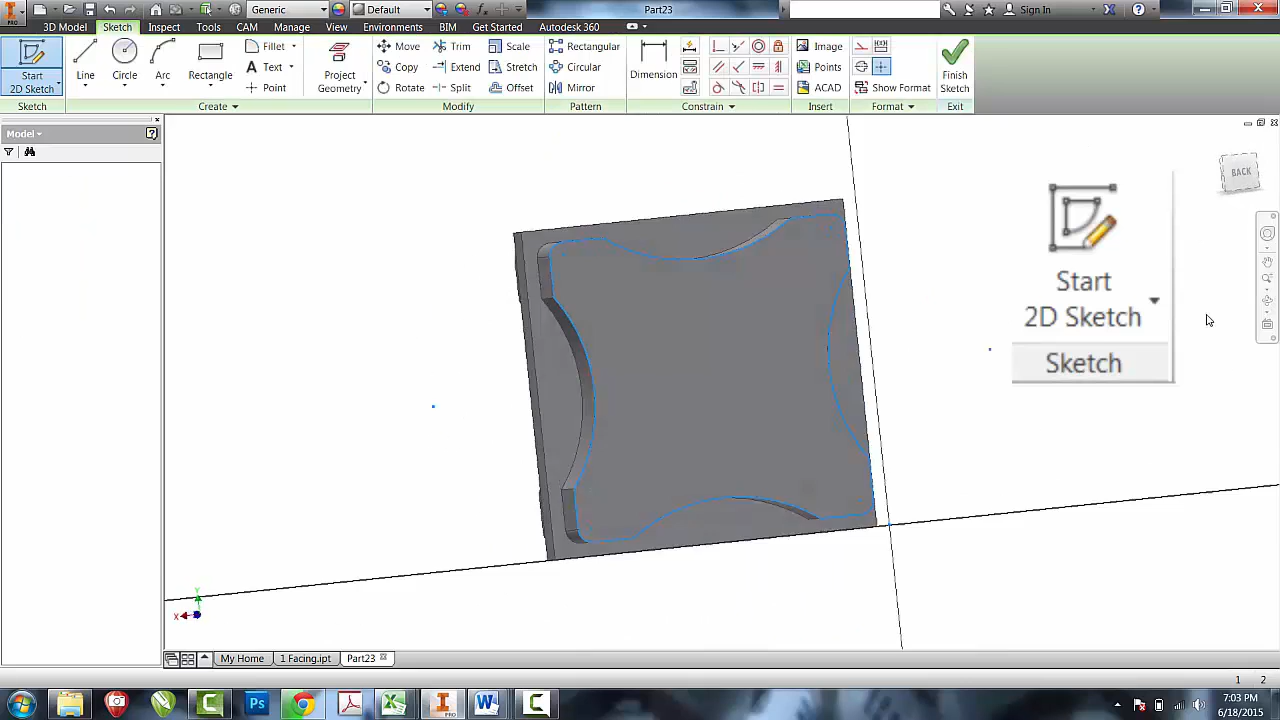 PRO
Generic
Default
Part23
Sign In
3D Model
Sketch
Inspect
Tools
CAM
Manage
View
Environments
BIM
Get Started
Autodesk 360
Start
2D Sketch
Line
Circle
Arc
Rectangle
Fillet
Text
Point
Project
Geometry
Move
Copy
Rotate
Trim
Extend
Split
Scale
Stretch
Offset
Rectangular
Circular
Mirror
Dimension
Image
Points
ACAD
Show Format
Finish
Sketch
Sketch
Create
Modify
Pattern
Constrain
Insert
Format
Exit
Model
BACK
Start
2D Sketch
Sketch
Y
X
My Home
1 Facing.ipt
Part23
1 2
7:03 PM
6/18/2015